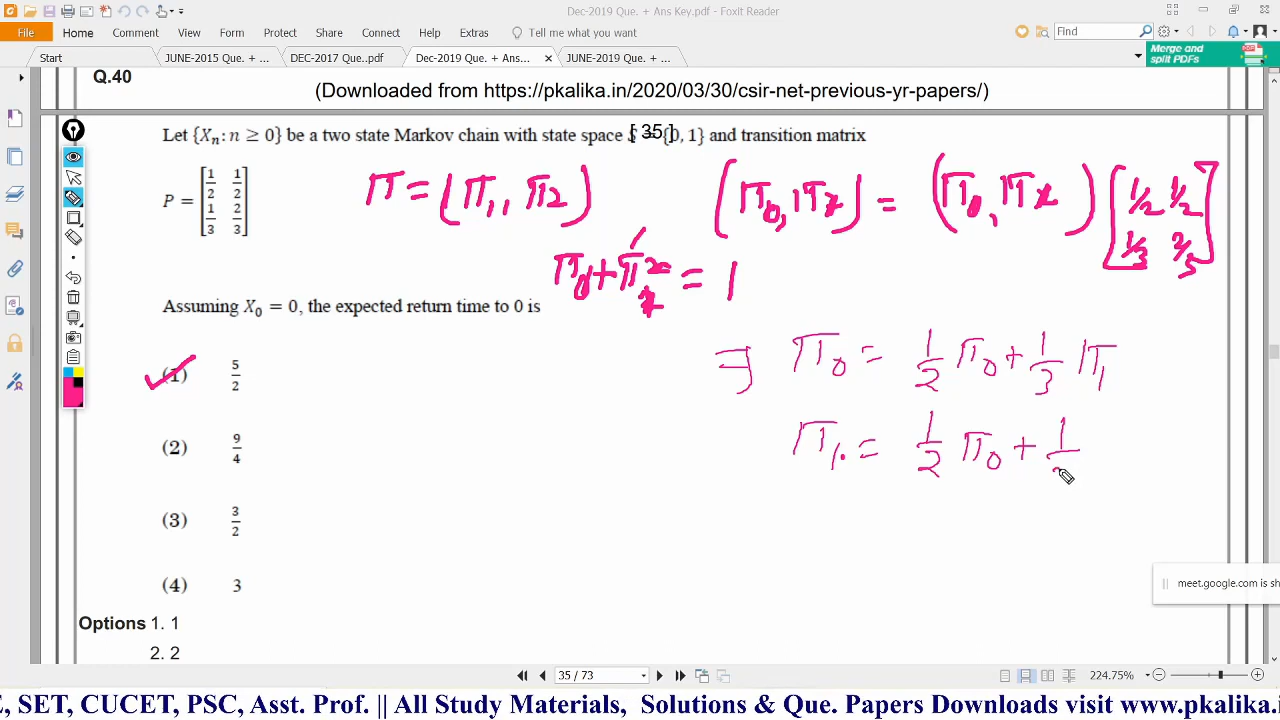 Dec-2019 Que. + Ans Key.pdf - Foxit Reader
File Home Comment View Form Protect Share Connect Help Extras Tell me what you want to do Find
Start JUNE-2015 Que. + ... DEC-2017 Que..pdf Dec-2019 Que. + Ans... JUNE-2019 Que. + ... Merge and split PDFs
Q.40
(Downloaded from https://pkalika.in/2020/03/30/csir-net-previous-yr-papers/)
[ 35 ]
Let {Xₙ: n ≥ 0} be a two state Markov chain with state space S = {0, 1} and transition matrix
P = [1/2 1/2; 1/3 2/3]
π = (π₁, π₂)
(π₀, π₁) = (π₀, π₁) [1/2 1/2; 1/3 2/3]
π₀ + π₁ = 1
Assuming X₀ = 0, the expected return time to 0 is
⇒ π₀ = 1/2 π₀ + 1/3 π₁
(1) 5/2
π₁ = 1/2 π₀ + 1
(2) 9/4
(3) 3/2
(4) 3
meet.google.com is sh
Options 1. 1
2. 2
35 / 73 224.75%
E, SET, CUCET, PSC, Asst. Prof. || All Study Materials, Solutions & Que. Papers Downloads visit www.pkalika